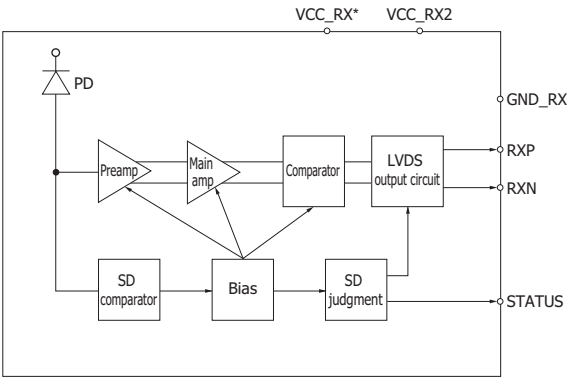 VCC_RX*
VCC_RX2
PD
GND_RX
Preamp
Main
amp
Comparator
LVDS
output circuit
RXP
RXN
SD
comparator
Bias
SD
judgment
STATUS